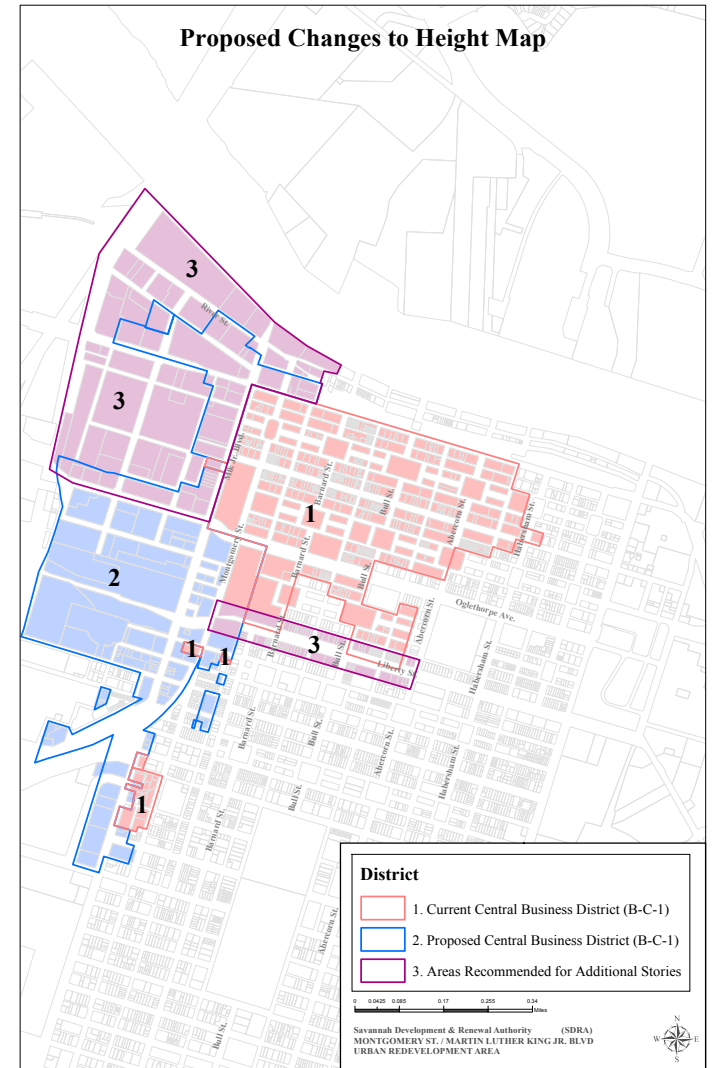 Proposed Changes to Height Map
3
River St.
3
Mlk Jr. Blvd.
Barnard St.
Bull St.
1
Abercorn St.
Habersham St.
Montgomery St.
Barnard St.
2
Bull St.
Abercorn St.
Oglethorpe Ave.
Barnard St.
3
Bull St.
Liberty St.
Habersham St.
1
1
Barnard St.
Bull St.
Abercorn St.
Habersham St.
1
Bull St.
Barnard St.
Abercorn St.
Bull St.
District
1. Current Central Business District (B-C-1)
2. Proposed Central Business District (B-C-1)
3. Areas Recommended for Additional Stories
0 0.0425 0.085 0.17 0.255 0.34
Miles
Savannah Development & Renewal Authority (SDRA)
MONTGOMERY ST. / MARTIN LUTHER KING JR. BLVD
URBAN REDEVELOPMENT AREA
N
W E
S